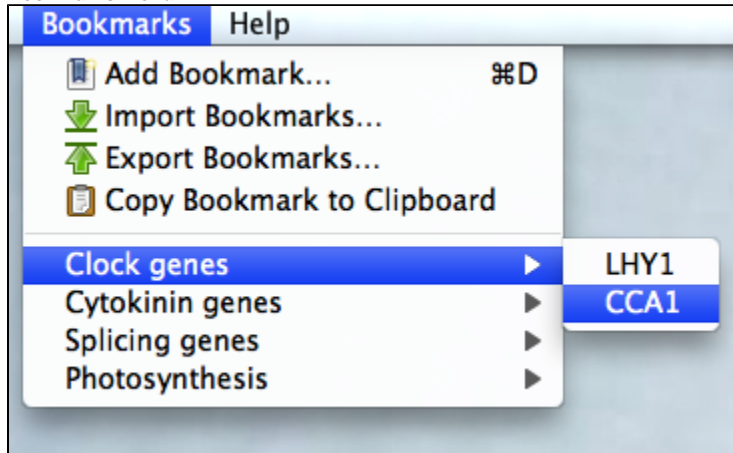 Bookmarks Help
Add Bookmark... ⌘D
Import Bookmarks...
Export Bookmarks...
Copy Bookmark to Clipboard
Clock genes
LHY1
CCA1
Cytokinin genes
Splicing genes
Photosynthesis